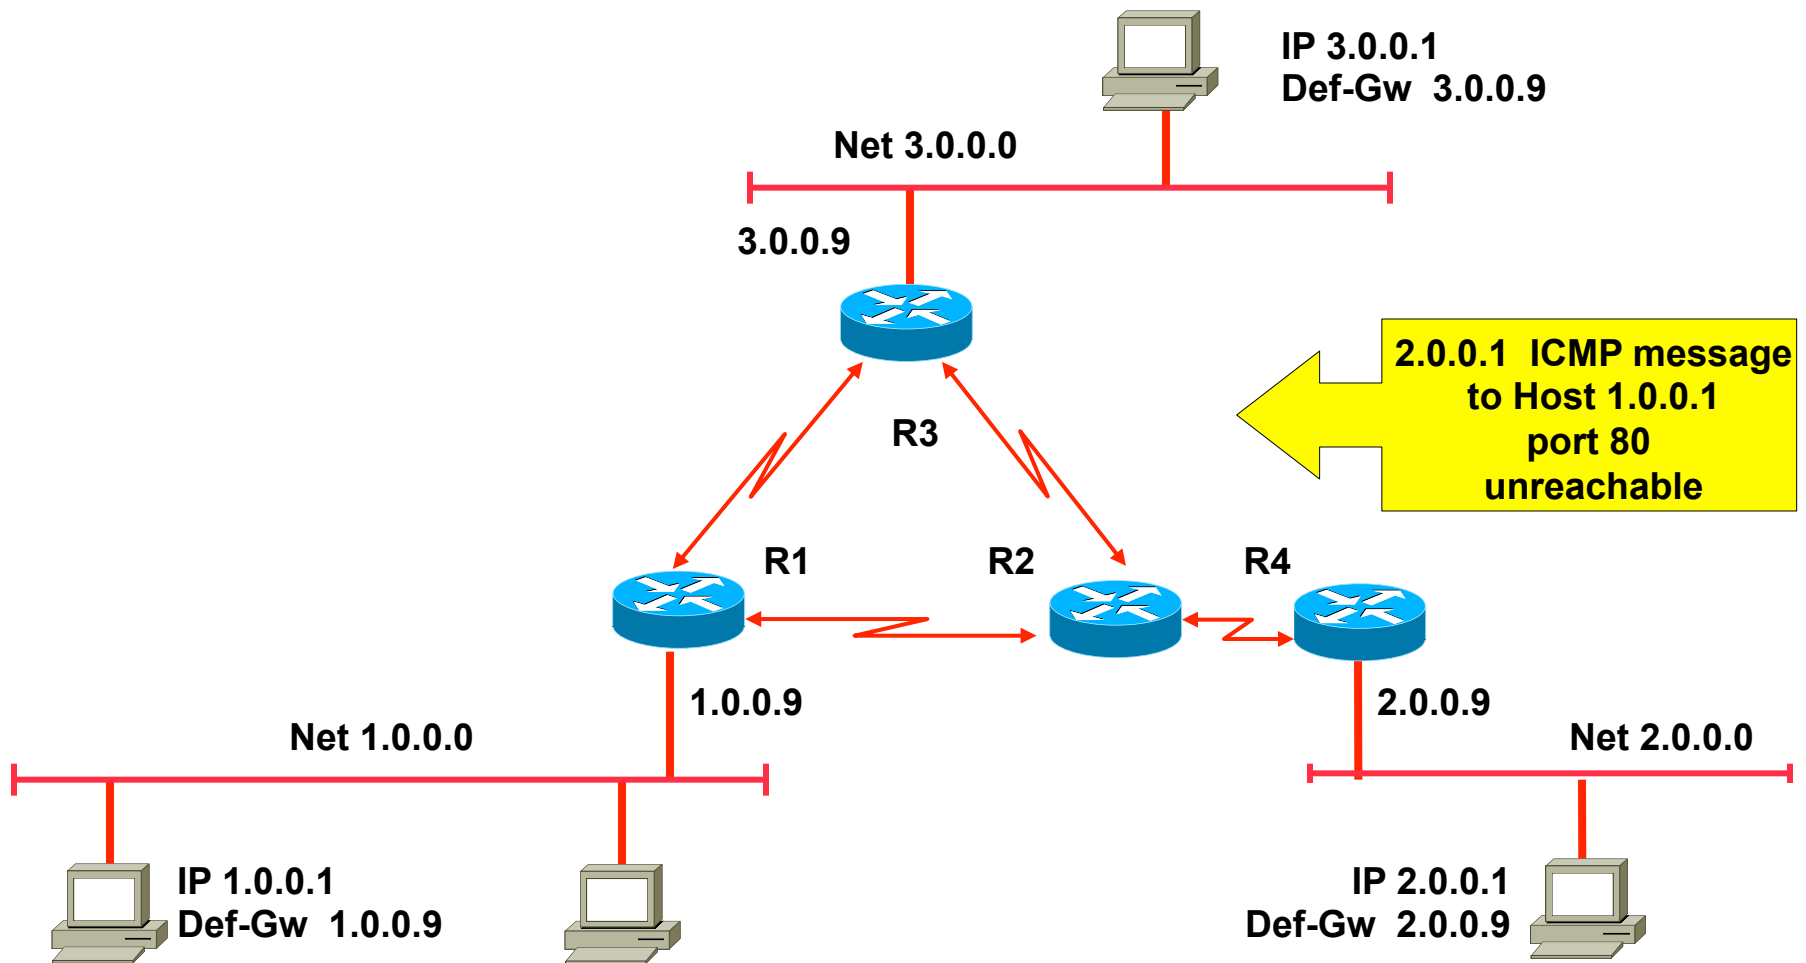 IP 3.0.0.1
Def-Gw 3.0.0.9
Net 3.0.0.0
3.0.0.9
2.0.0.1 ICMP message
to Host 1.0.0.1
port 80
unreachable
R3
R1
R2
R4
1.0.0.9
2.0.0.9
Net 1.0.0.0
Net 2.0.0.0
IP 1.0.0.1
Def-Gw 1.0.0.9
IP 2.0.0.1
Def-Gw 2.0.0.9